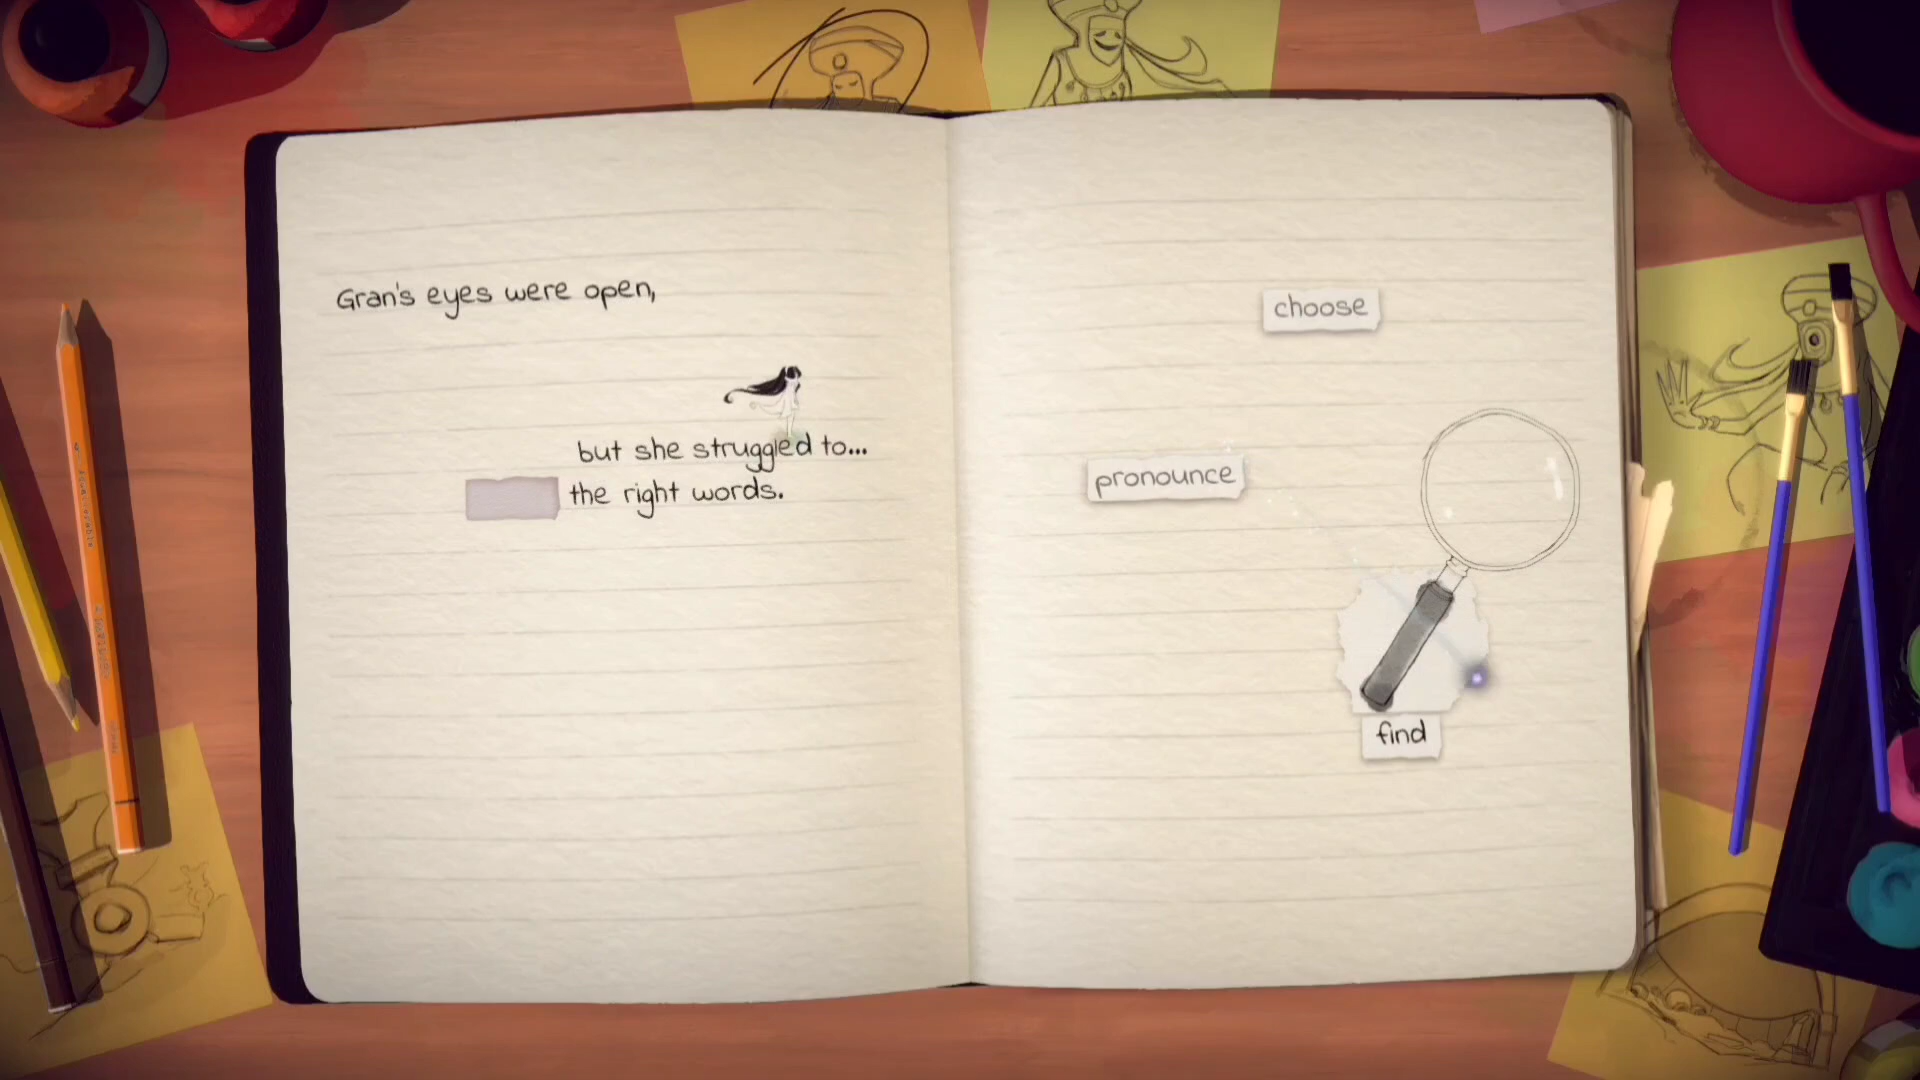 Gran's eyes were open,
but she struggled to...
the right words.
choose
pronounce
find